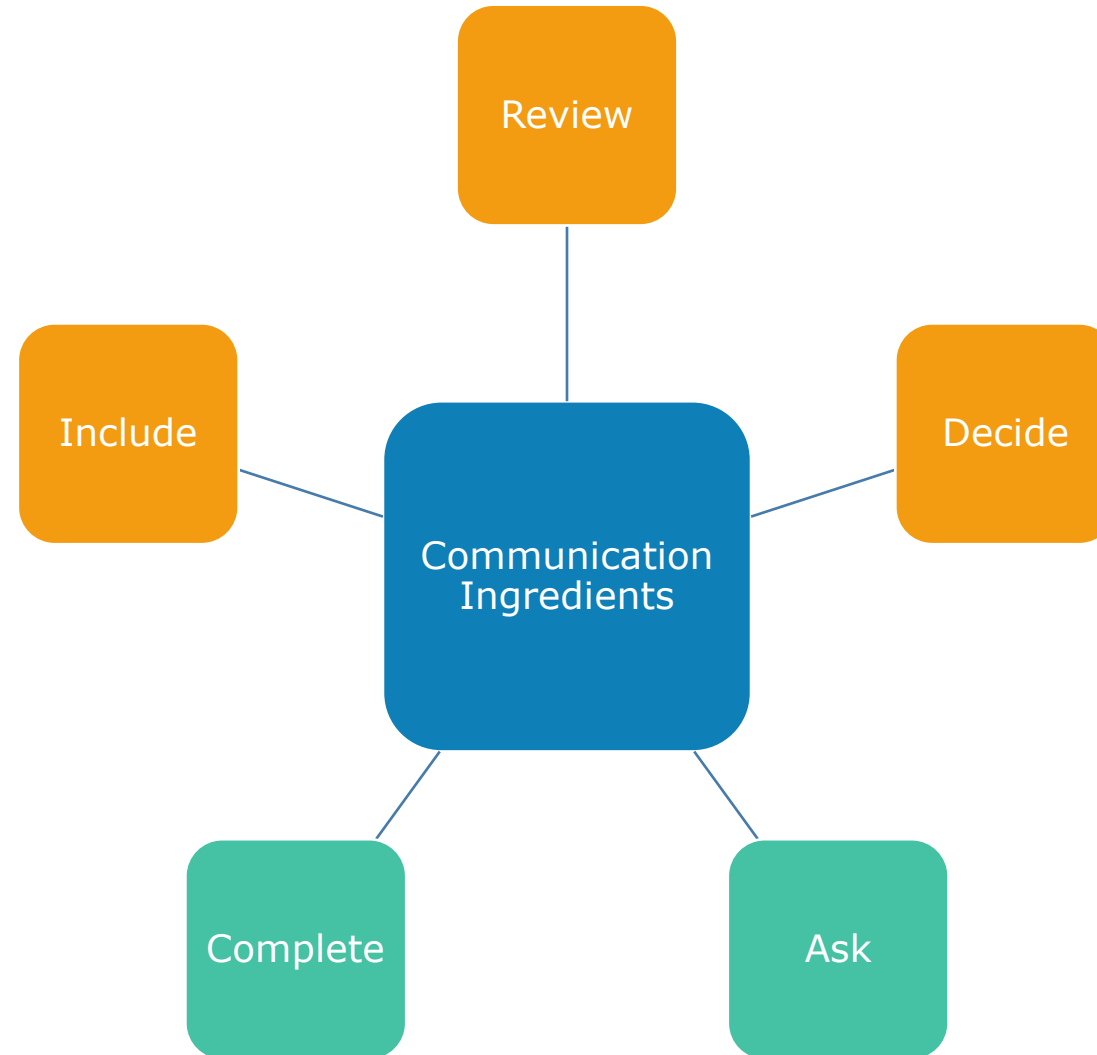 Review
Include
Decide
Communication
Ingredients
Complete
Ask